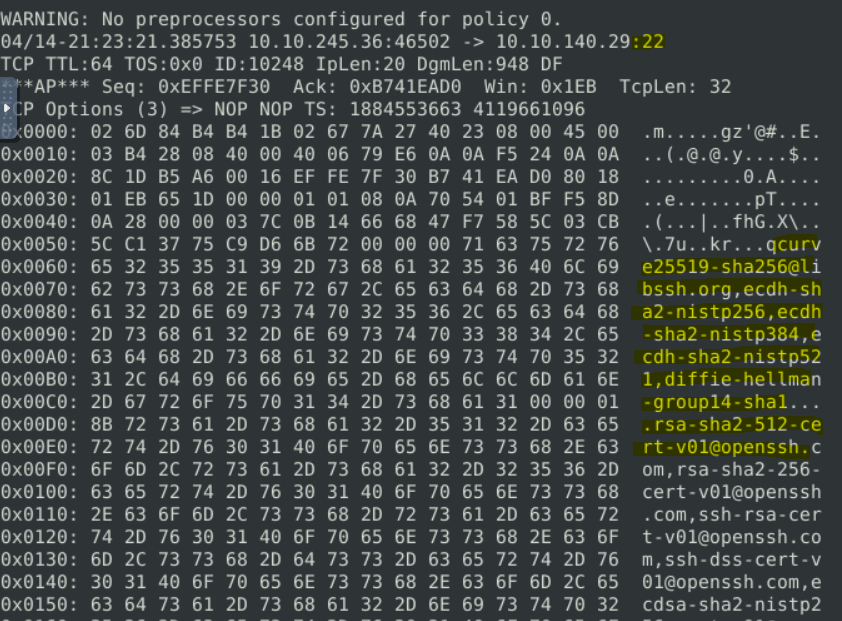 WARNING: No preprocessors configured for policy 0.
04/14-21:23:21.385753 10.10.245.36:46502 -> 10.10.140.29:22
TCP TTL:64 TOS:0x0 ID:10248 IpLen:20 DgmLen:948 DF
**AP*** Seq: 0xEFFE7F30  Ack: 0xB741EAD0  Win: 0x1EB  TcpLen: 32
CP Options (3) => NOP NOP TS: 1884553663 4119661096
0x0000: 02 6D 84 B4 B4 1B 02 67 7A 27 40 23 08 00 45 00  .m.....gz'@#..E.
0x0010: 03 B4 28 08 40 00 40 06 79 E6 0A 0A F5 24 0A 0A  ..(.@.@.y....$..
0x0020: 8C 1D B5 A6 00 16 EF FE 7F 30 B7 41 EA D0 80 18  .........0.A....
0x0030: 01 EB 65 1D 00 00 01 01 08 0A 70 54 01 BF F5 8D  ..e.......pT....
0x0040: 0A 28 00 00 03 7C 0B 14 66 68 47 F7 58 5C 03 CB  .(...|..fhG.X\..
0x0050: 5C C1 37 75 C9 D6 6B 72 00 00 00 71 63 75 72 76  \.7u..kr...qcurv
0x0060: 65 32 35 35 31 39 2D 73 68 61 32 35 36 40 6C 69  e25519-sha256@li
0x0070: 62 73 73 68 2E 6F 72 67 2C 65 63 64 68 2D 73 68  bssh.org,ecdh-sh
0x0080: 61 32 2D 6E 69 73 74 70 32 35 36 2C 65 63 64 68  a2-nistp256,ecdh
0x0090: 2D 73 68 61 32 2D 6E 69 73 74 70 33 38 34 2C 65  -sha2-nistp384,e
0x00A0: 63 64 68 2D 73 68 61 32 2D 6E 69 73 74 70 35 32  cdh-sha2-nistp52
0x00B0: 31 2C 64 69 66 66 69 65 2D 68 65 6C 6C 6D 61 6E  1,diffie-hellman
0x00C0: 2D 67 72 6F 75 70 31 34 2D 73 68 61 31 00 00 01  -group14-sha1...
0x00D0: 8B 72 73 61 2D 73 68 61 32 2D 35 31 32 2D 63 65  .rsa-sha2-512-ce
0x00E0: 72 74 2D 76 30 31 40 6F 70 65 6E 73 73 68 2E 63  rt-v01@openssh.c
0x00F0: 6F 6D 2C 72 73 61 2D 73 68 61 32 2D 32 35 36 2D  om,rsa-sha2-256-
0x0100: 63 65 72 74 2D 76 30 31 40 6F 70 65 6E 73 73 68  cert-v01@openssh
0x0110: 2E 63 6F 6D 2C 73 73 68 2D 72 73 61 2D 63 65 72  .com,ssh-rsa-cer
0x0120: 74 2D 76 30 31 40 6F 70 65 6E 73 73 68 2E 63 6F  t-v01@openssh.co
0x0130: 6D 2C 73 73 68 2D 64 73 73 2D 63 65 72 74 2D 76  m,ssh-dss-cert-v
0x0140: 30 31 40 6F 70 65 6E 73 73 68 2E 63 6F 6D 2C 65  01@openssh.com,e
0x0150: 63 64 73 61 2D 73 68 61 32 2D 6E 69 73 74 70 32  cdsa-sha2-nistp2